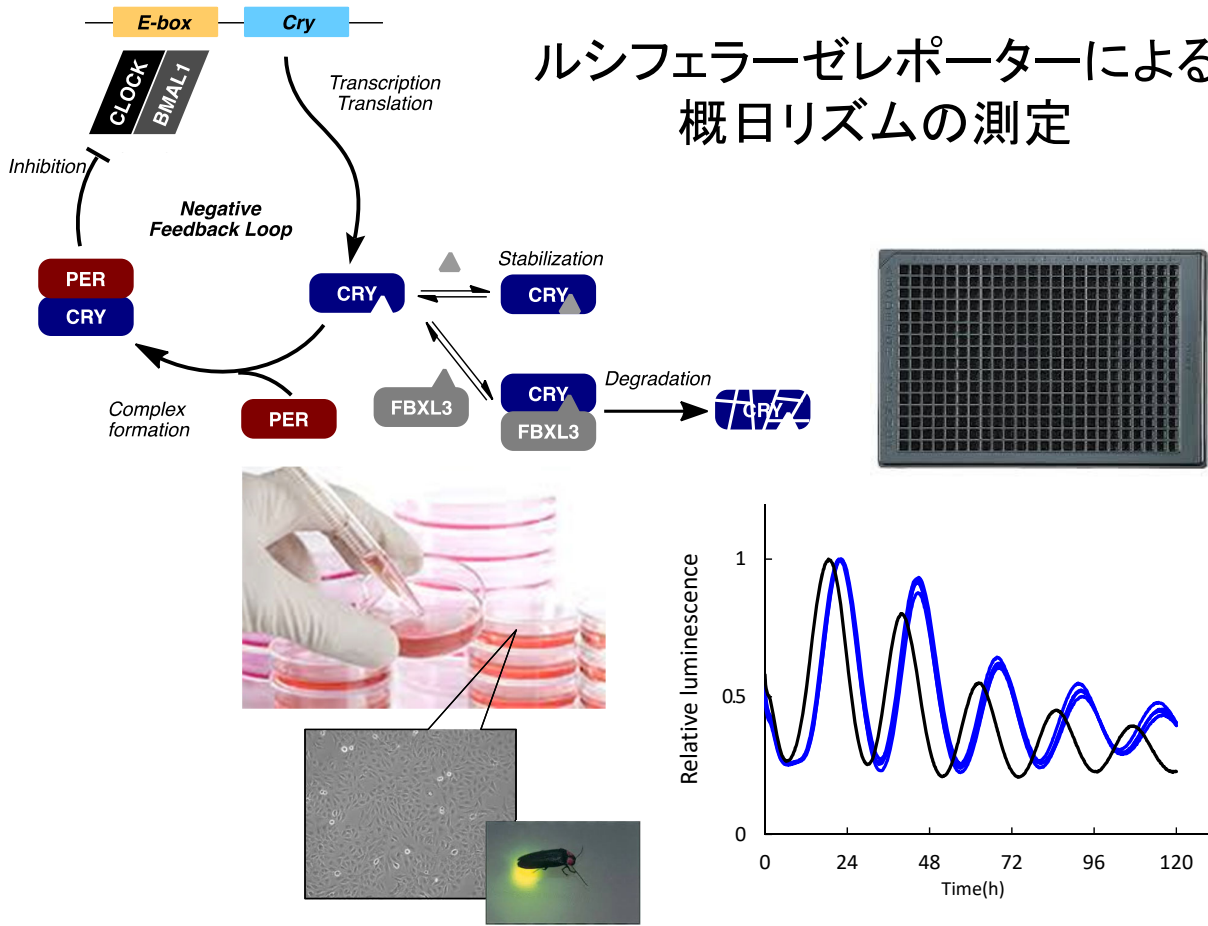 E-box
Cry
ルシフェラーゼレポーターによる
概日リズムの測定
CLOCK
BMAL1
Transcription
Translation
Inhibition
Negative
Feedback Loop
PER
CRY
CRY
Stabilization
CRY
Complex
formation
PER
FBXL3
CRY
FBXL3
Degradation
CRY
Relative luminescence
1
0.5
0
0
24
48
72
96
120
Time(h)